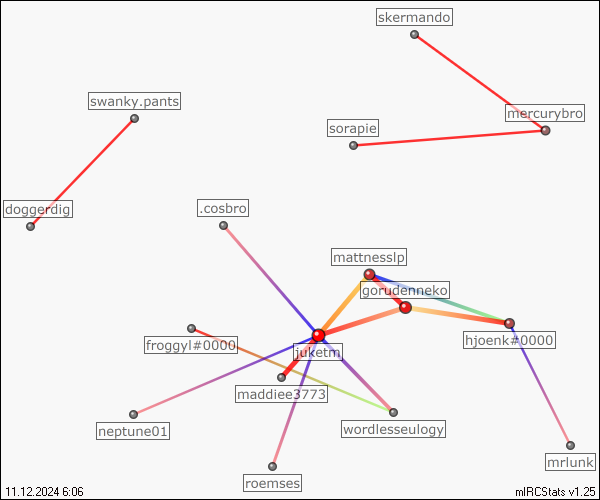 skermando
swanky.pants
mercurybro
sorapie
doggerdig
.cosbro
mattnesslp
gorudenneko
froggyl#0000
juketm
hjoenk#0000
maddiee3773
neptune01
wordlesseulogy
mrlunk
roemses
11.12.2024 6:06
mIRCStats v1.25